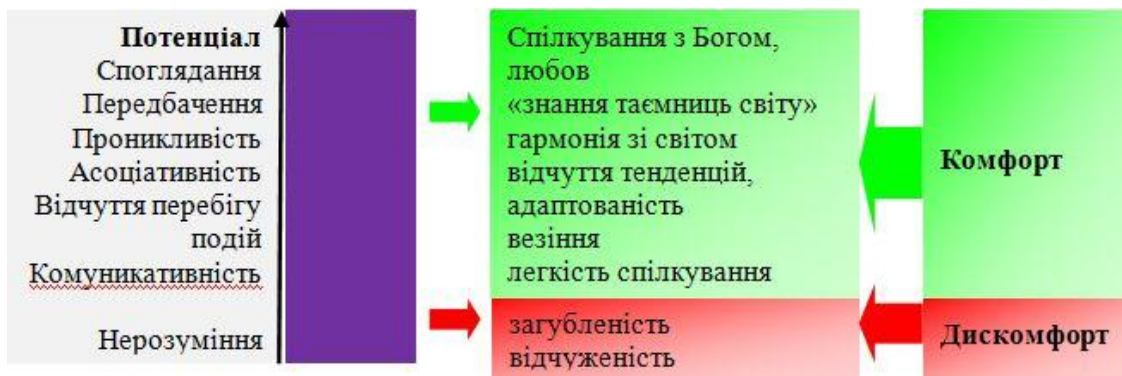 Потенціал
Споглядання
Передбачення
Проникливість
Асоціативність
Відчуття перебігу
подій
Комуникативність
Нерозуміння
Спілкування з Богом,
любов
«знання таємниць світу»
гармонія зі світом
відчуття тенденцій,
адаптованість
везіння
легкість спілкування
загубленість
відчуженість
Комфорт
Дискомфорт